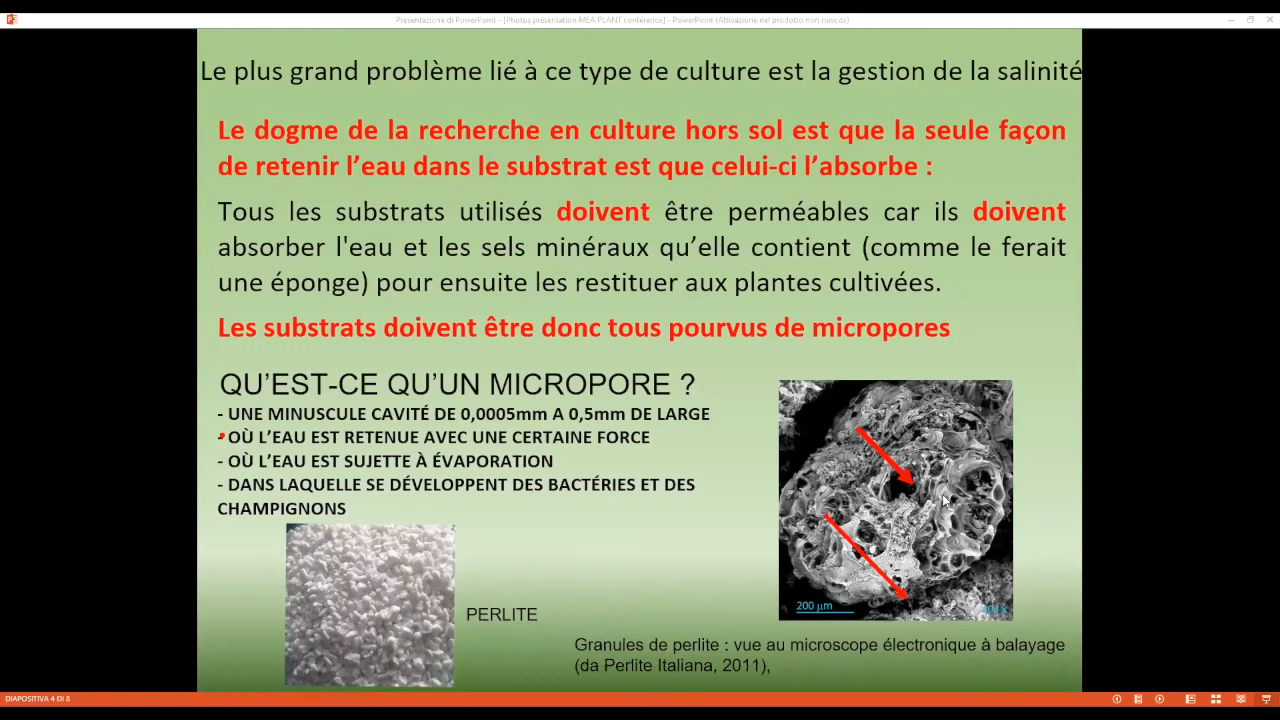 Presentazione di PowerPoint - [Photos présentation MEA PLANT conférence] - PowerPoint (Attivazione del prodotto non riuscita)
Le plus grand problème lié à ce type de culture est la gestion de la salinité
Le dogme de la recherche en culture hors sol est que la seule façon
de retenir l’eau dans le substrat est que celui-ci l’absorbe :
Tous les substrats utilisés doivent être perméables car ils doivent
absorber l'eau et les sels minéraux qu’elle contient (comme le ferait
une éponge) pour ensuite les restituer aux plantes cultivées.
Les substrats doivent être donc tous pourvus de micropores
QU’EST-CE QU’UN MICROPORE ?
- UNE MINUSCULE CAVITÉ DE 0,0005mm A 0,5mm DE LARGE
- OÙ L’EAU EST RETENUE AVEC UNE CERTAINE FORCE
- OÙ L’EAU EST SUJETTE À ÉVAPORATION
- DANS LAQUELLE SE DÉVELOPPENT DES BACTÉRIES ET DES
CHAMPIGNONS
PERLITE
200 µm
Granules de perlite : vue au microscope électronique à balayage
(da Perlite Italiana, 2011),
DIAPOSITIVA 4 DI 8